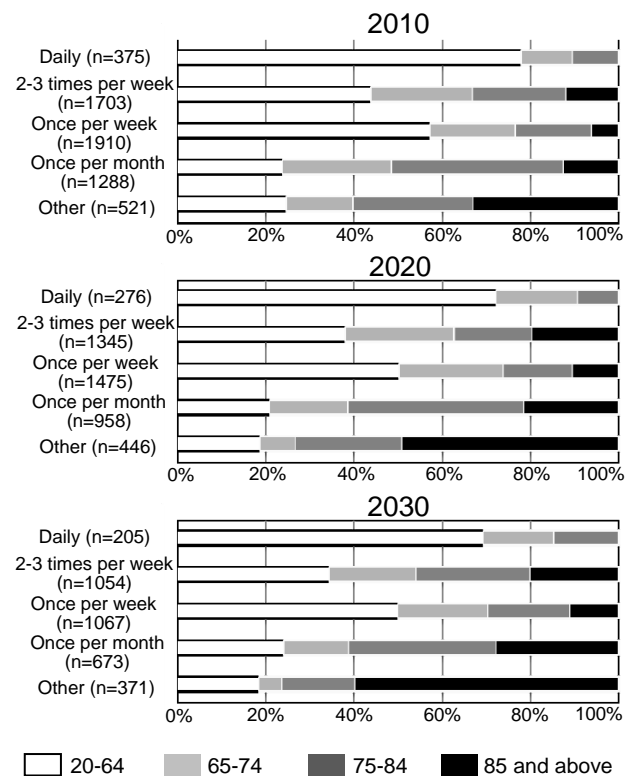 2010
Daily (n=375)
2-3 times per week
(n=1703)
Once per week
(n=1910)
Once per month
(n=1288)
Other (n=521)
0% 20% 40% 60% 80% 100%
2020
Daily (n=276)
2-3 times per week
(n=1345)
Once per week
(n=1475)
Once per month
(n=958)
Other (n=446)
0% 20% 40% 60% 80% 100%
2030
Daily (n=205)
2-3 times per week
(n=1054)
Once per week
(n=1067)
Once per month
(n=673)
Other (n=371)
0% 20% 40% 60% 80% 100%
20-64 65-74 75-84 85 and above